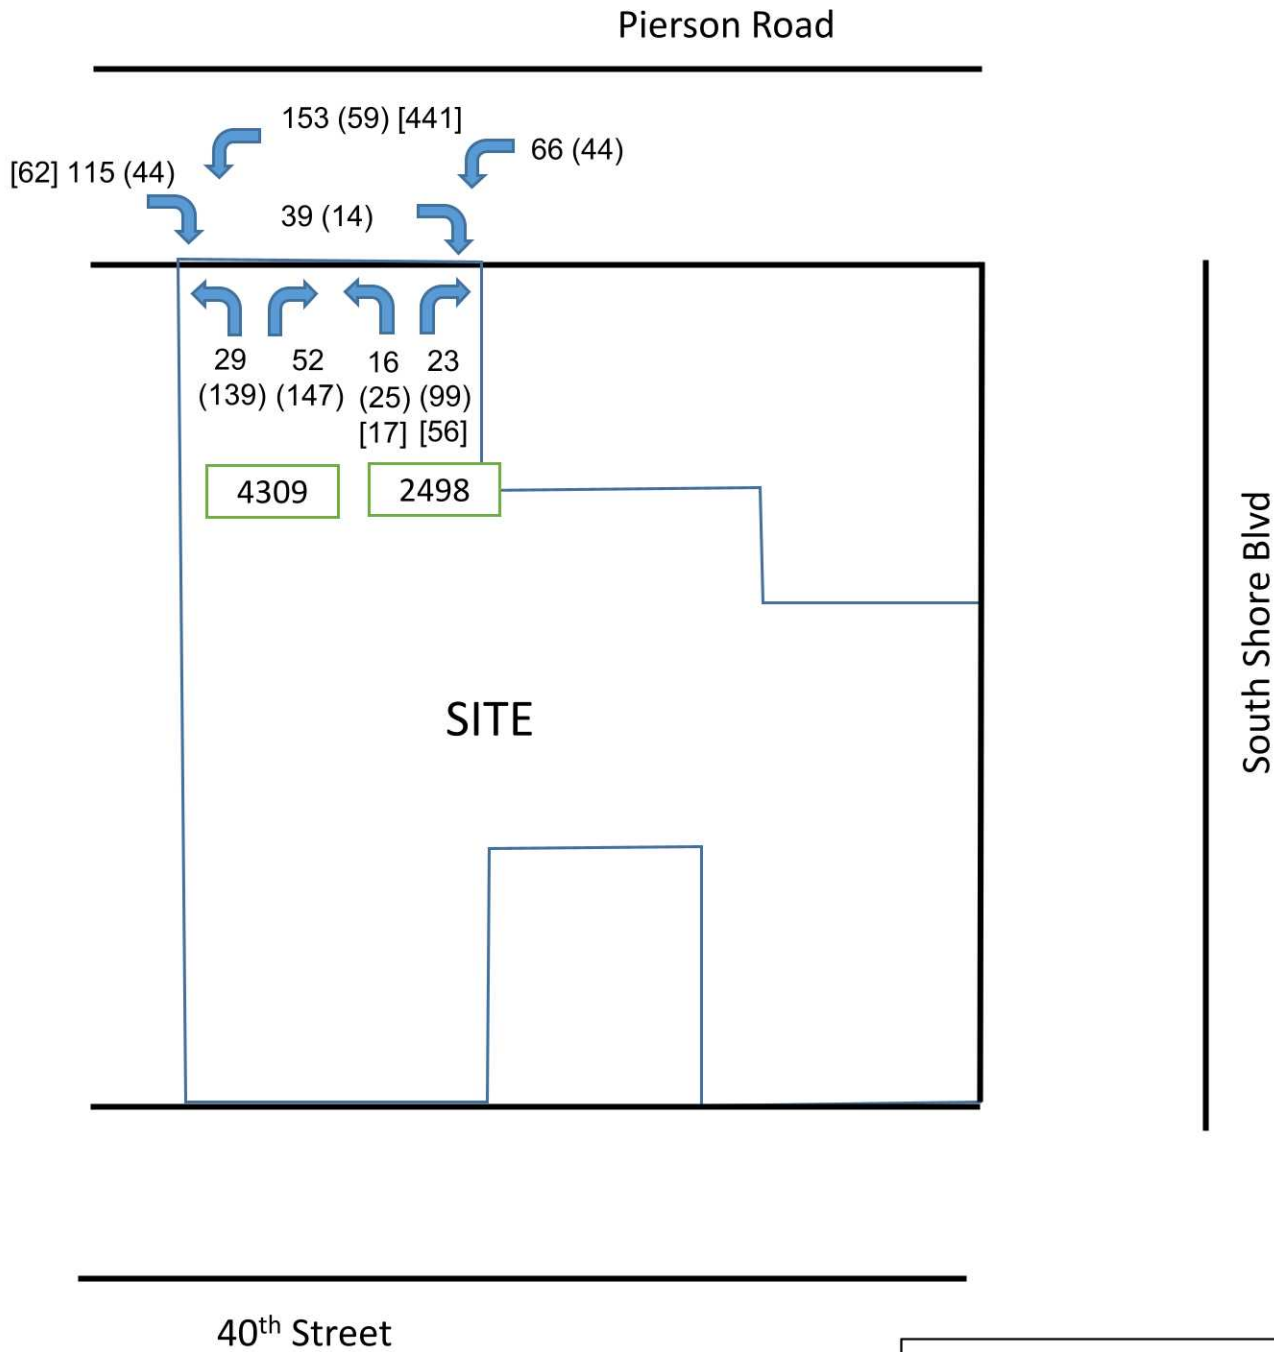 Pierson Road
153 (59) [441]
66 (44)
[62] 115 (44)
39 (14)
29 52 16 23
(139) (147) (25) (99)
[17] [56]
4309 2498
SITE
South Shore Blvd
40th Street